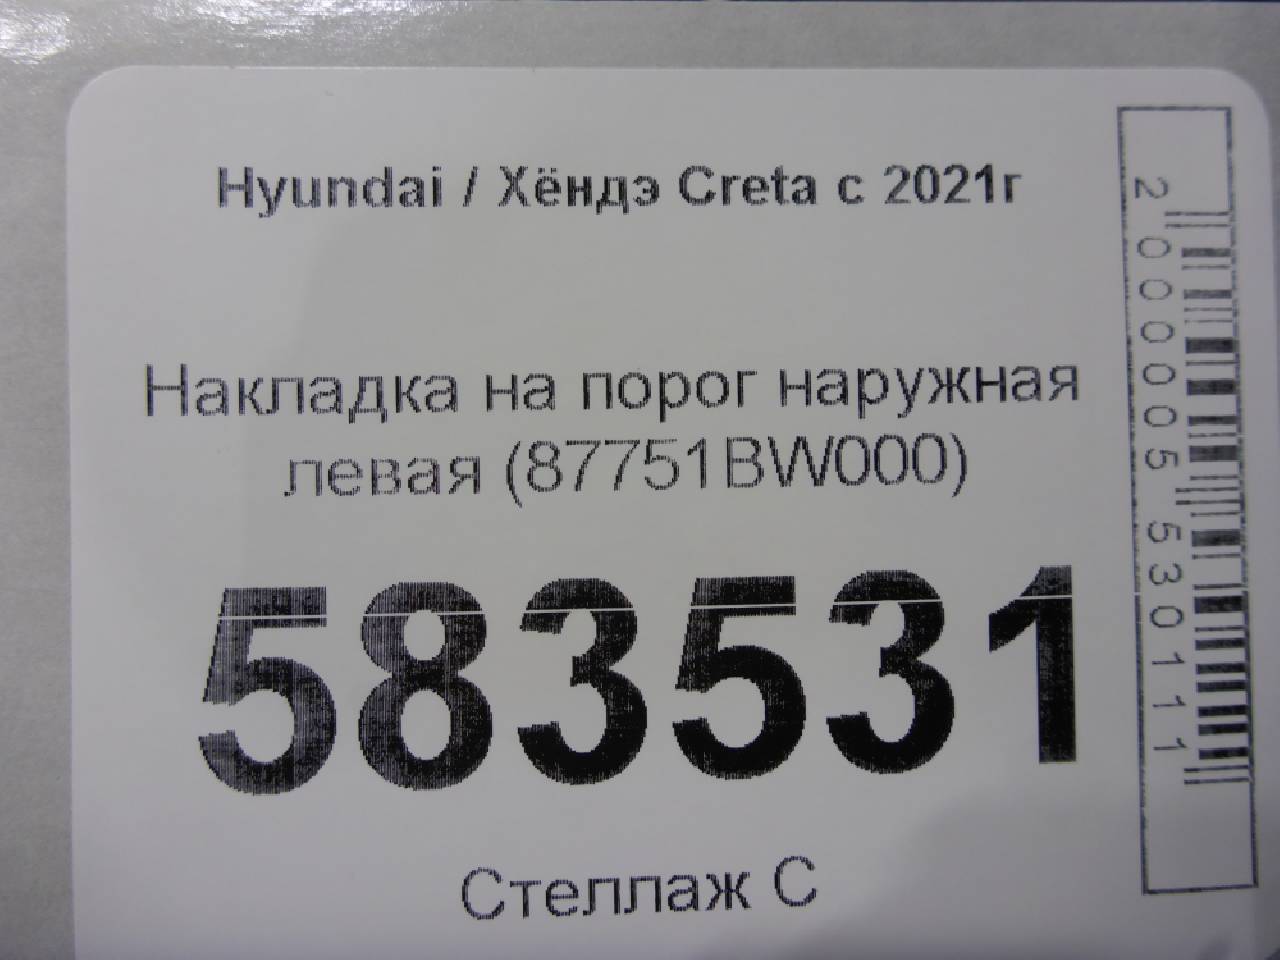 Hyundai / Хёндэ Creta с 2021г
Накладка на порог наружная
левая (87751BW000)
583531
Стеллаж С
2000005530111